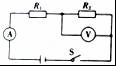 R₁ R₂
A V
S